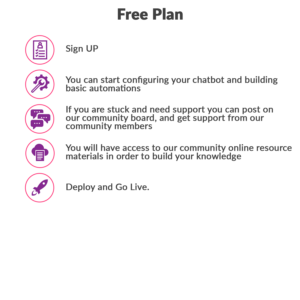 Free Plan
Sign UP
You can start configuring your chatbot and building
basic automations
If you are stuck and need support you can post on
our community board, and get support from our
community members
You will have access to our community online resource
materials in order to build your knowledge
Deploy and Go Live.